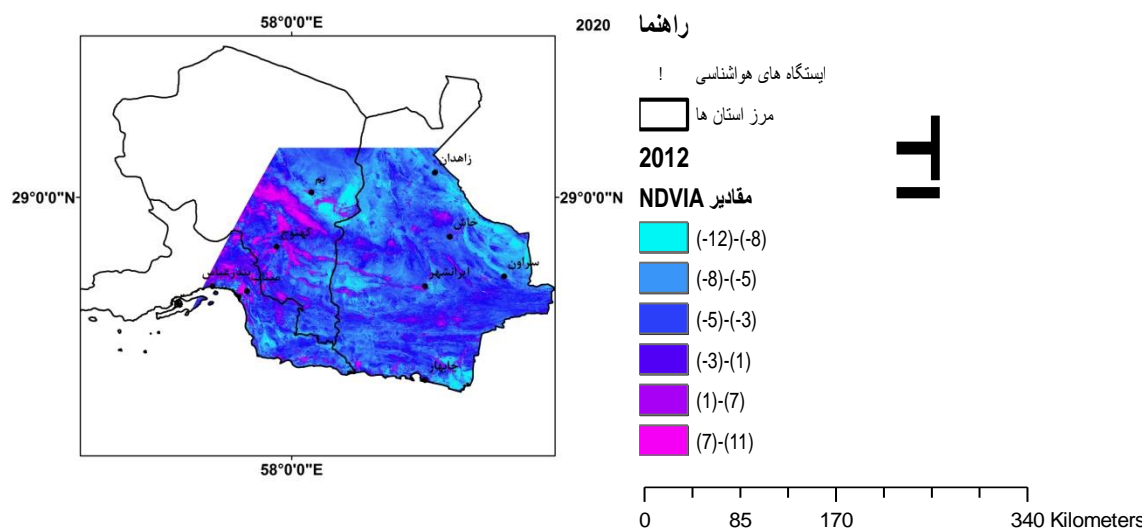 58°0'0"E
2020
29°0'0"N
29°0'0"N
زاهدان
بم
خاش
کهنوج
سراوان
ایرانشهر
بندرعباس
میناب
چابهار
58°0'0"E
راهنما
! ایستگاه های هواشناسی
مرز استان ها
2012
مقادیر NDVIA
(-12)-(-8)
(-8)-(-5)
(-5)-(-3)
(-3)-(1)
(1)-(7)
(7)-(11)
0 85 170 340 Kilometers